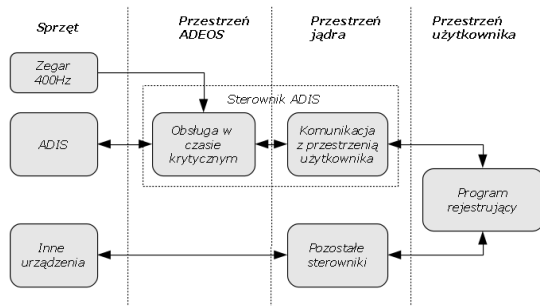 Sprzęt
Przestrzeń
ADEOS
Przestrzeń
jądra
Przestrzeń
użytkownika
Zegar
400Hz
Sterownik ADIS
ADIS
Obsługa w
czasie
krytycznym
Komunikacja
z przestrzenią
użytkownika
Program
rejestrujący
Inne
urządzenia
Pozostałe
sterowniki